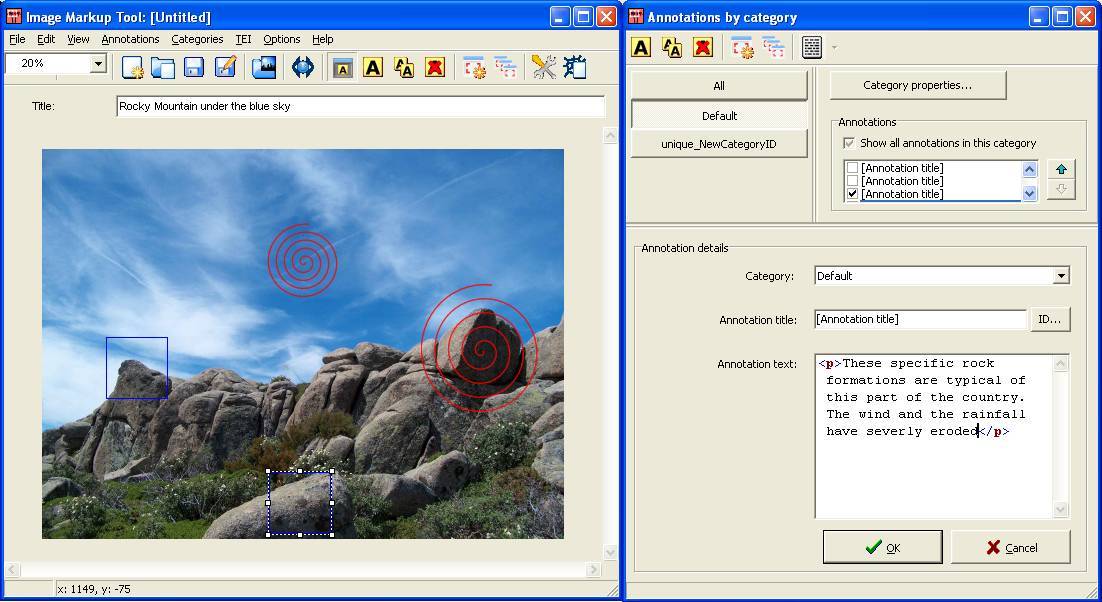 Image Markup Tool: [Untitled]
File Edit View Annotations Categories TEI Options Help
20%
Title: Rocky Mountain under the blue sky
x: 1149, y: -75
Annotations by category
All
Default
unique_NewCategoryID
Category properties...
Annotations
Show all annotations in this category
[Annotation title]
[Annotation title]
[Annotation title]
Annotation details
Category: Default
Annotation title: [Annotation title] ID...
Annotation text:
<p>These specific rock
formations are typical of
this part of the country.
The wind and the rainfall
have severly eroded</p>
OK Cancel